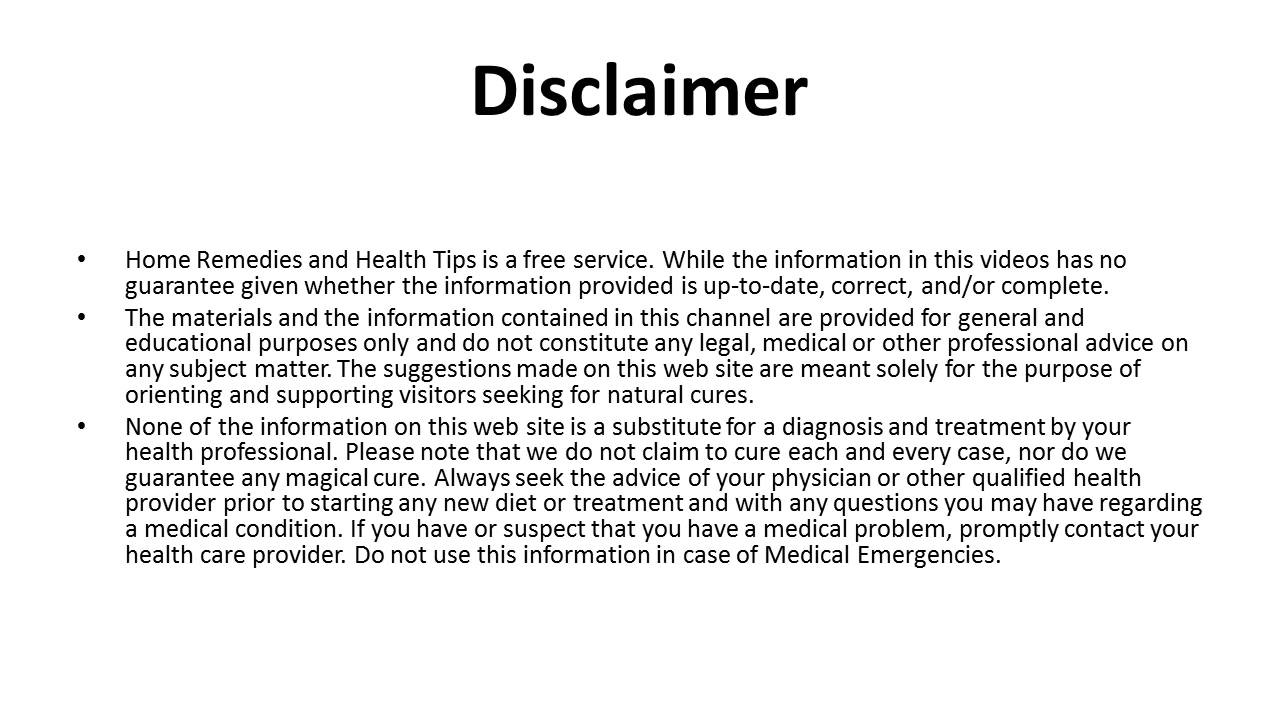 Disclaimer
• Home Remedies and Health Tips is a free service. While the information in this videos has no
guarantee given whether the information provided is up-to-date, correct, and/or complete.
• The materials and the information contained in this channel are provided for general and
educational purposes only and do not constitute any legal, medical or other professional advice on
any subject matter. The suggestions made on this web site are meant solely for the purpose of
orienting and supporting visitors seeking for natural cures.
• None of the information on this web site is a substitute for a diagnosis and treatment by your
health professional. Please note that we do not claim to cure each and every case, nor do we
guarantee any magical cure. Always seek the advice of your physician or other qualified health
provider prior to starting any new diet or treatment and with any questions you may have regarding
a medical condition. If you have or suspect that you have a medical problem, promptly contact your
health care provider. Do not use this information in case of Medical Emergencies.